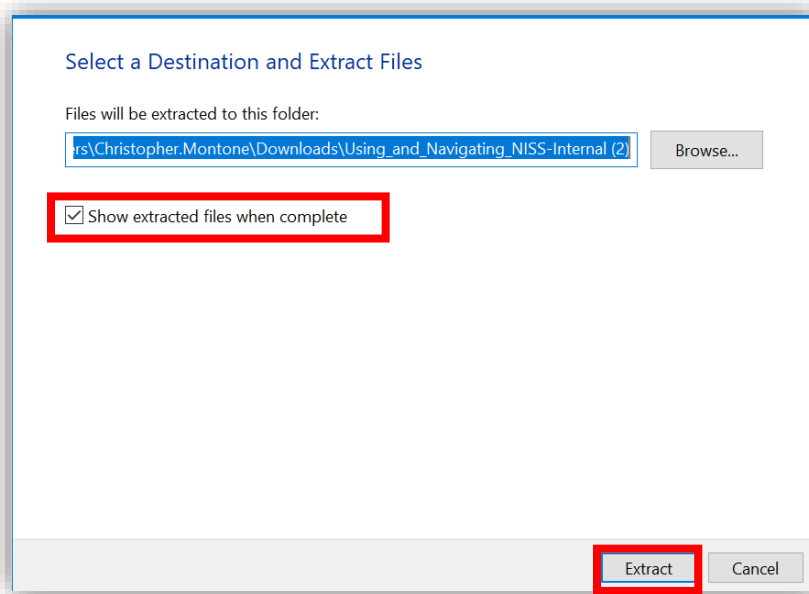 Select a Destination and Extract Files
Files will be extracted to this folder:
rs\Christopher.Montone\Downloads\Using_and_Navigating_NISS-Internal (2)
Browse...
Show extracted files when complete
Extract
Cancel